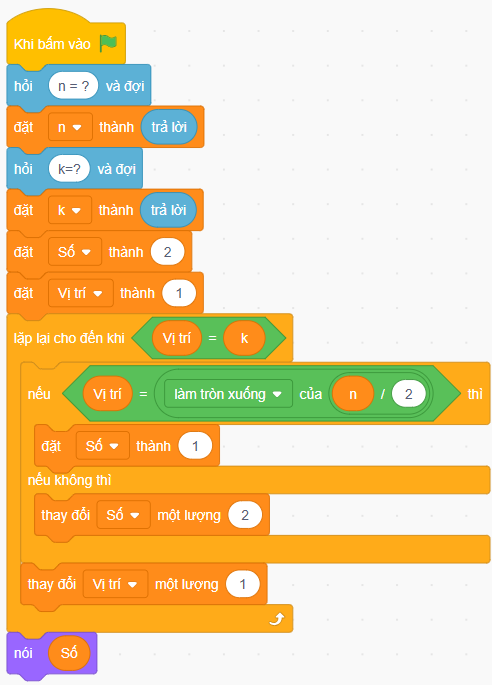 Khi bấm vào
hỏi n = ? và đợi
đặt n thành trả lời
hỏi k=? và đợi
đặt k thành trả lời
đặt Số thành 2
đặt Vị trí thành 1
lặp lại cho đến khi Vị trí = k
nếu Vị trí = làm tròn xuống của n / 2 thì
đặt Số thành 1
nếu không thì
thay đổi Số một lượng 2
thay đổi Vị trí một lượng 1
nói Số